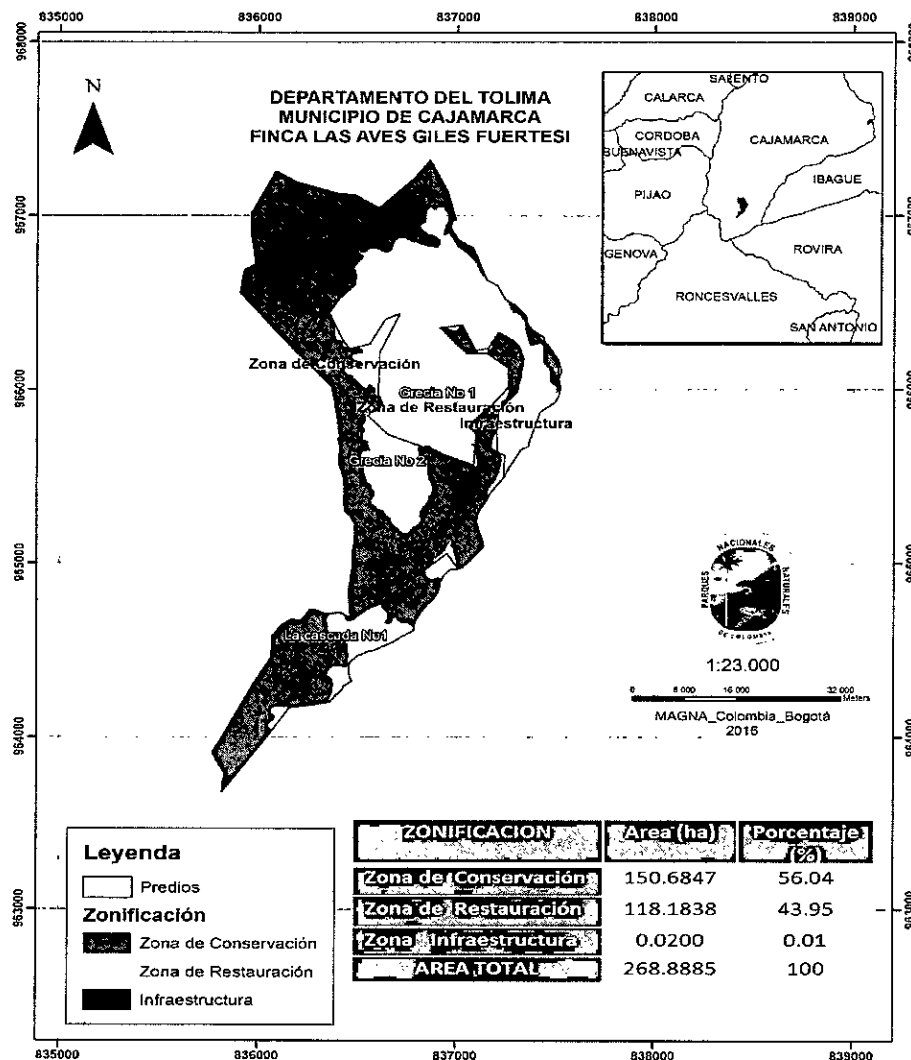 835000 836000 837000 838000 839000
968000
N
DEPARTAMENTO DEL TOLIMA
MUNICIPIO DE CAJAMARCA
FINCA LAS AVES GILES FUERTESI
SALENTO
CALARCA
CORDOBA
CAJAMARCA
BUENAVISTA
IBAGUE
PIJAO
GENOVA
ROVIRA
RONCESVALLES
SAN ANTONIO
967000
Zona de Conservación
966000
Grecia No 1
Zona de Restauración
Infraestructura
Grecia No 2
965000
PARQUES NACIONALES NATURALES
DE COLOMBIA
La cascada No1
1:23.000
0 8 000 16 000 32 000
Meters
MAGNA_Colombia_Bogotá
2016
964000
Leyenda
Predios
Zonificación
Zona de Conservación
Zona de Restauración
Infraestructura
ZONIFICACION Area (ha) Porcentaje (%)
Zona de Conservación 150.6847 56.04
Zona de Restauración 118.1838 43.95
Zona Infraestructura 0.0200 0.01
AREA TOTAL 268.8885 100
963000
835000 836000 837000 838000 839000